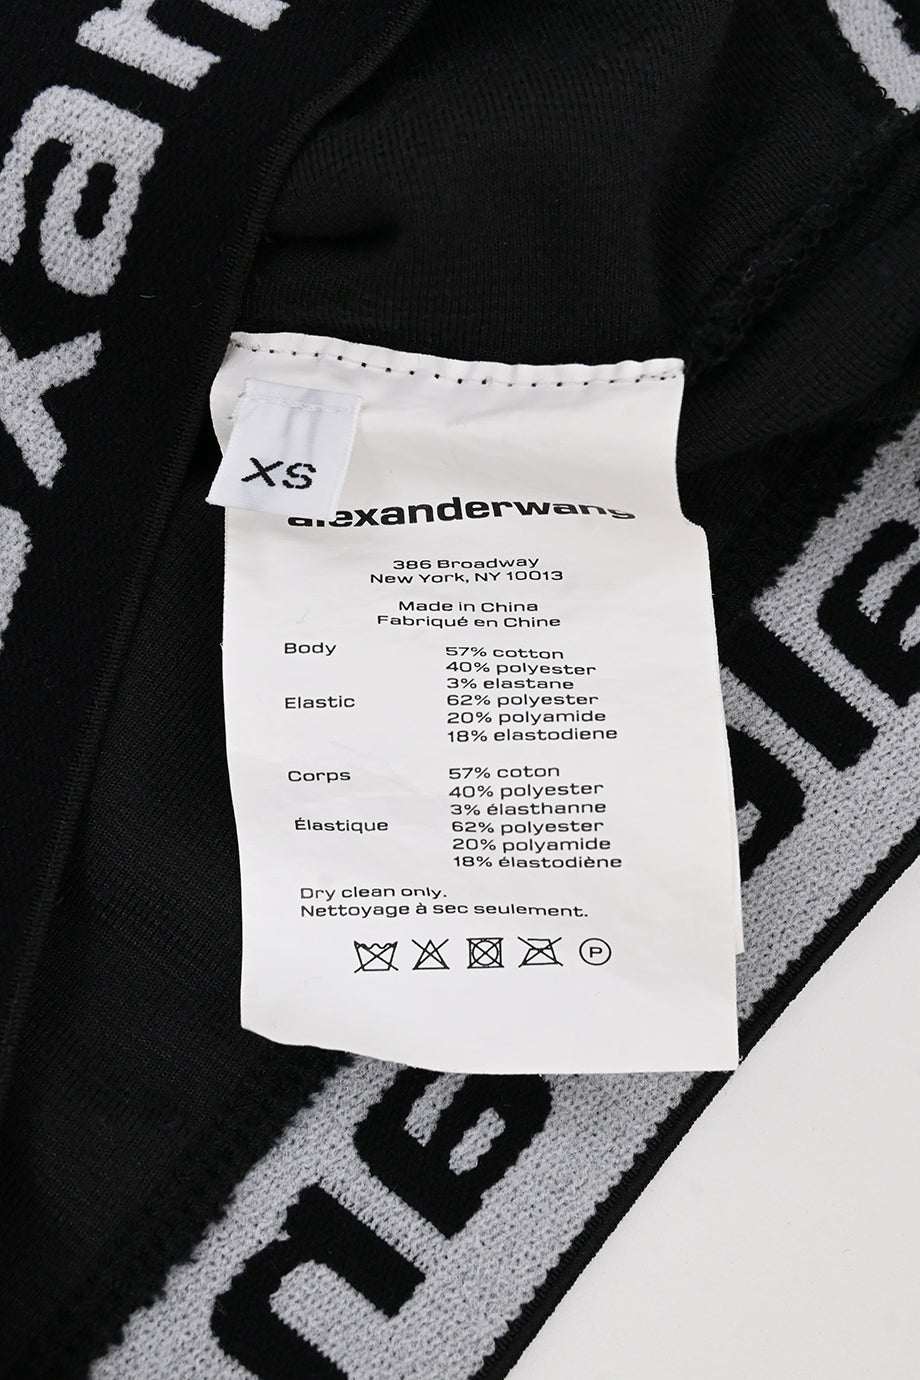 XS
alexanderwang
386 Broadway
New York, NY 10013
Made in China
Fabriqué en Chine
Body 57% cotton
40% polyester
3% elastane
Elastic 62% polyester
20% polyamide
18% elastodiene
Corps 57% coton
40% polyester
3% élasthanne
Élastique 62% polyester
20% polyamide
18% élastodiène
Dry clean only.
Nettoyage à sec seulement.
P